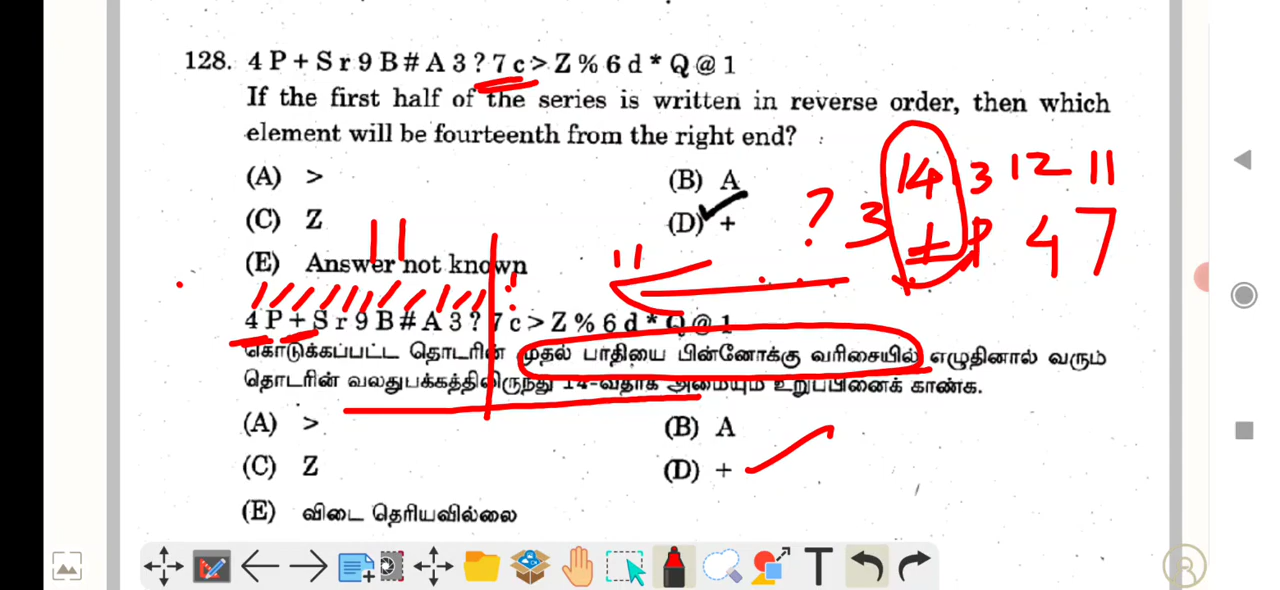 128. 4 P + S r 9 B # A 3 ? 7 c > Z % 6 d * Q @ 1
If the first half of the series is written in reverse order, then which
element will be fourteenth from the right end?
(A) >
(B) A
(C) Z
(D) +
(E) Answer not known
14 13 12 11
? 3 + P 4 7
11
11
4 P + S r 9 B # A 3 ? 7 c > Z % 6 d * Q @ 1
கொடுக்கப்பட்ட தொடரின் முதல் பாதியை பின்னோக்கு வரிசையில் எழுதினால் வரும்
தொடரின் வலதுபக்கத்திலிருந்து 14-வதாக அமையும் உறுப்பினைக் காண்க.
(A) >
(B) A
(C) Z
(D) +
(E) விடை தெரியவில்லை
T